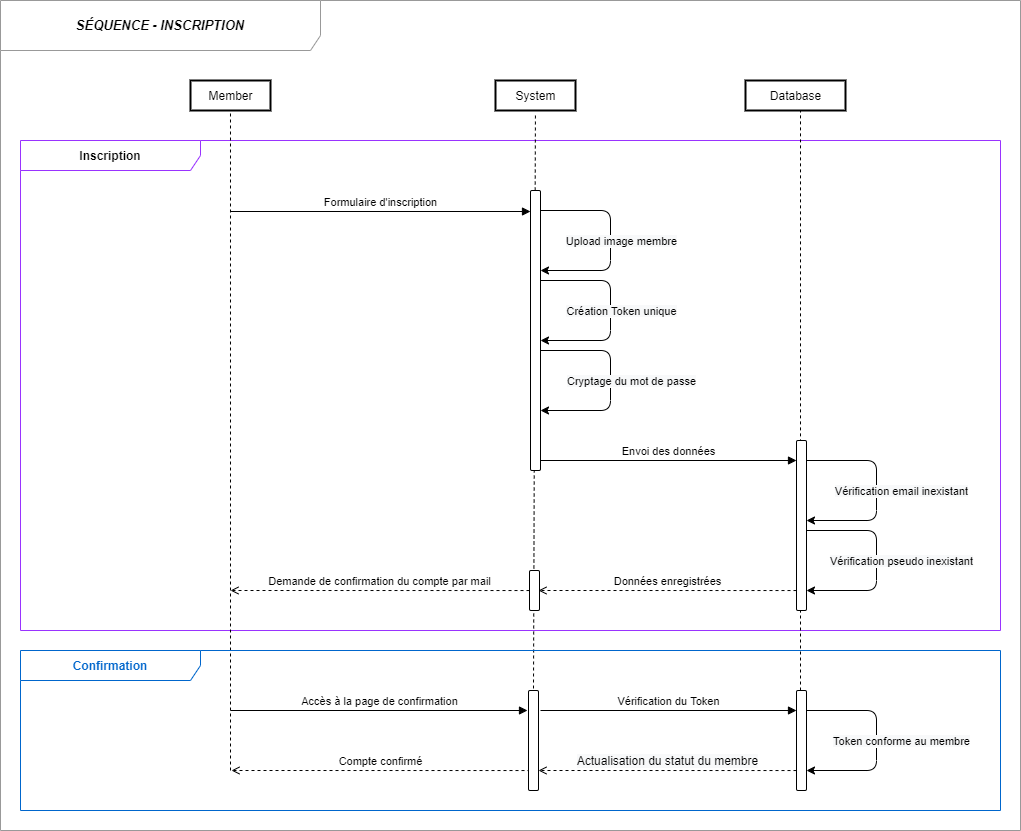 SÉQUENCE - INSCRIPTION
Member
System
Database
Inscription
Formulaire d'inscription
Upload image membre
Création Token unique
Cryptage du mot de passe
Envoi des données
Vérification email inexistant
Vérification pseudo inexistant
Demande de confirmation du compte par mail
Données enregistrées
Confirmation
Accès à la page de confirmation
Vérification du Token
Token conforme au membre
Compte confirmé
Actualisation du statut du membre